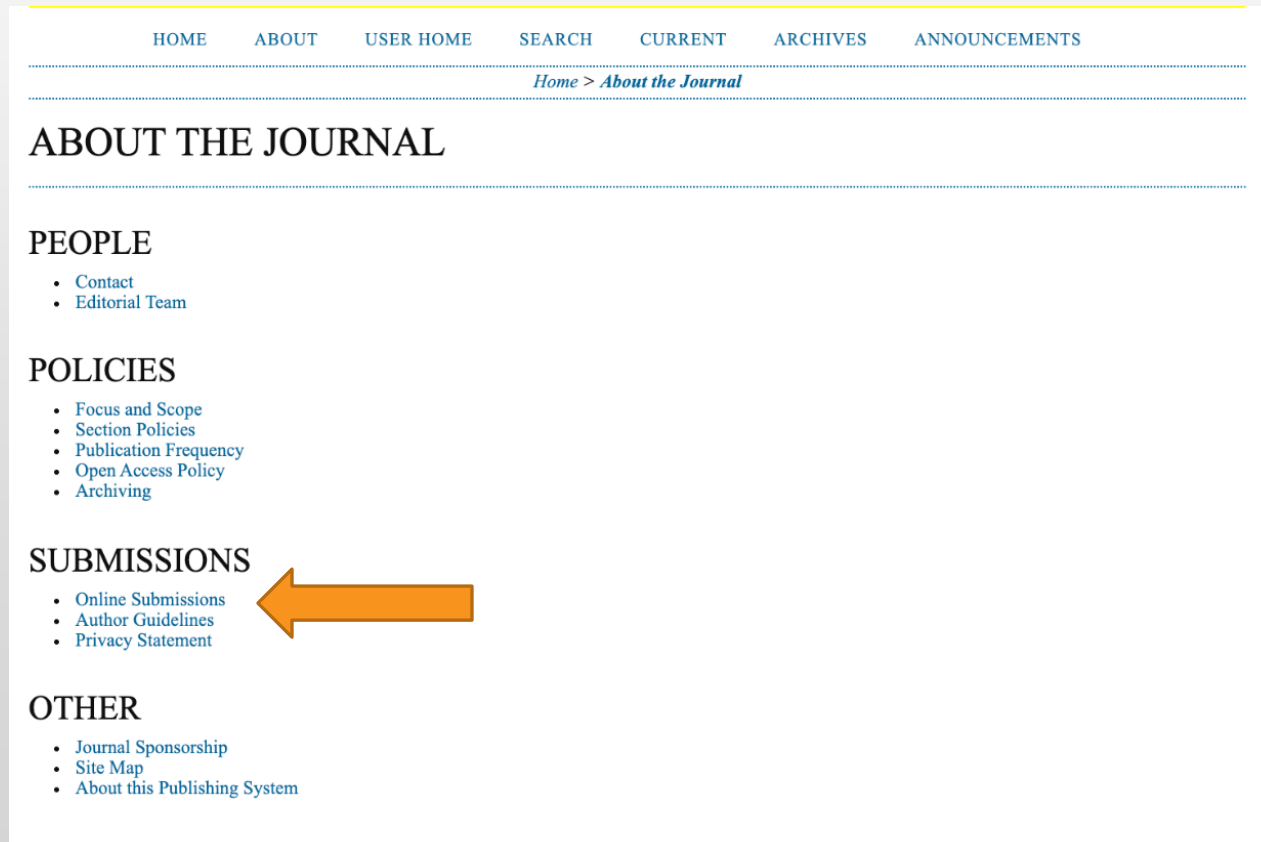 HOME ABOUT USER HOME SEARCH CURRENT ARCHIVES ANNOUNCEMENTS
Home > About the Journal
ABOUT THE JOURNAL
PEOPLE
• Contact
• Editorial Team
POLICIES
• Focus and Scope
• Section Policies
• Publication Frequency
• Open Access Policy
• Archiving
SUBMISSIONS
• Online Submissions
• Author Guidelines
• Privacy Statement
OTHER
• Journal Sponsorship
• Site Map
• About this Publishing System